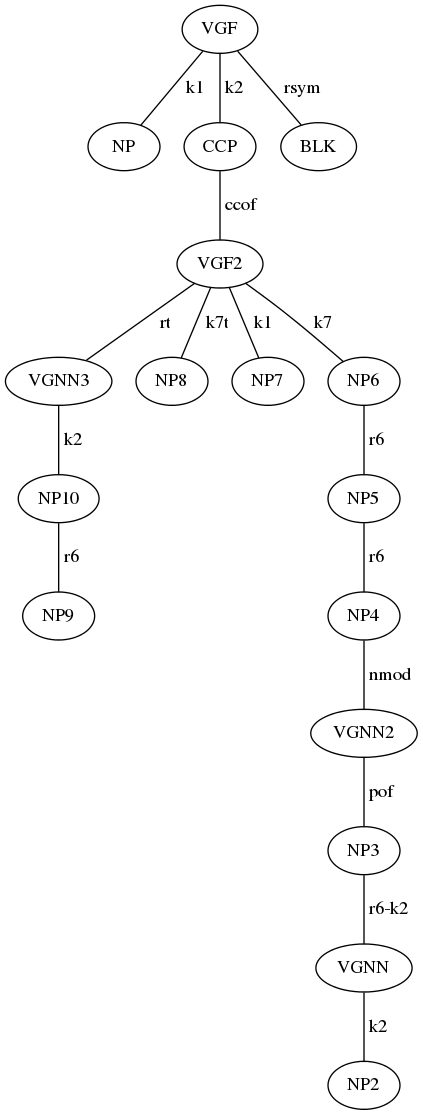 VGF
k1 k2 rsym
NP CCP BLK
ccof
VGF2
rt k7t k1 k7
VGNN3 NP8 NP7 NP6
k2 r6
NP10 NP5
r6 r6
NP9 NP4
nmod
VGNN2
pof
NP3
r6-k2
VGNN
k2
NP2